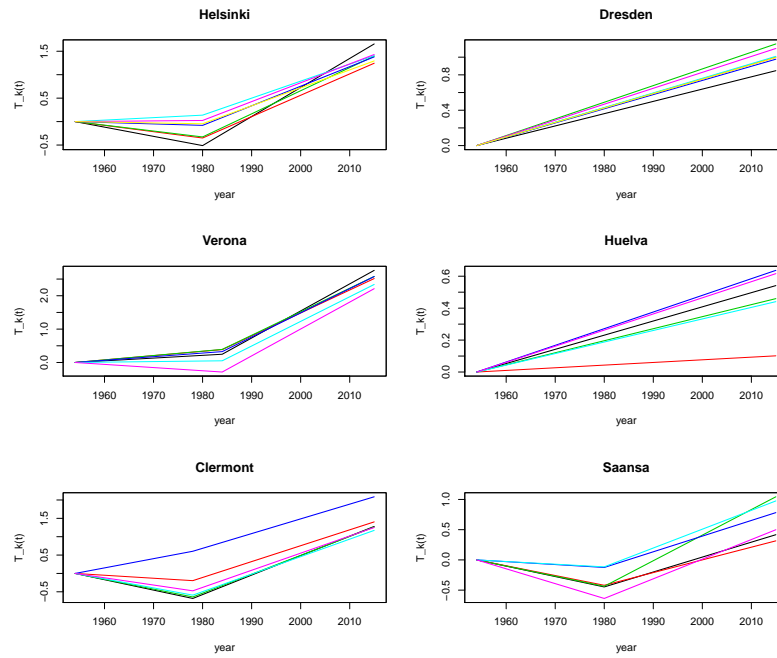 Helsinki
T_k(t)
−0.5 0.5 1.5
1960 1970 1980 1990 2000 2010
year
Dresden
T_k(t)
0.0 0.4 0.8
1960 1970 1980 1990 2000 2010
year
Verona
T_k(t)
0.0 1.0 2.0
1960 1970 1980 1990 2000 2010
year
Huelva
T_k(t)
0.0 0.2 0.4 0.6
1960 1970 1980 1990 2000 2010
year
Clermont
T_k(t)
−0.5 0.5 1.5
1960 1970 1980 1990 2000 2010
year
Saansa
T_k(t)
−0.5 0.0 0.5 1.0
1960 1970 1980 1990 2000 2010
year